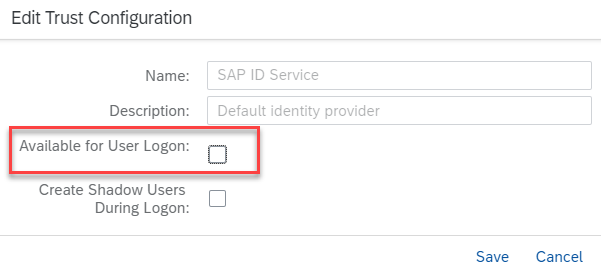 Edit Trust Configuration
Name: SAP ID Service
Description: Default identity provider
Available for User Logon:
Create Shadow Users
During Logon:
Save Cancel